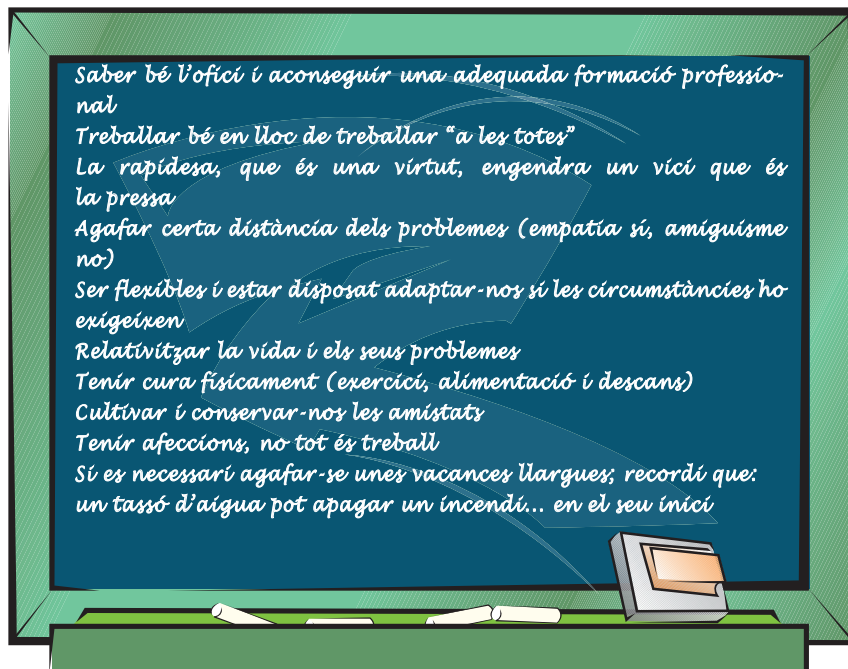 Saber bé l’ofici i aconseguir una adequada formació professio-
nal
Treballar bé en lloc de treballar “a les totes”
La rapidesa, que és una virtut, engendra un vici que és
la pressa
Agafar certa distància dels problemes (empatia sí, amiguisme
no)
Ser flexibles i estar disposat adaptar-nos si les circumstàncies ho
exigeixen
Relativitzar la vida i els seus problemes
Tenir cura físicament (exercici, alimentació i descans)
Cultivar i conservar-nos les amistats
Tenir afeccions, no tot és treball
Si es necessari agafar-se unes vacances llargues; recordi que:
un tassó d’aigua pot apagar un incendi... en el seu inici